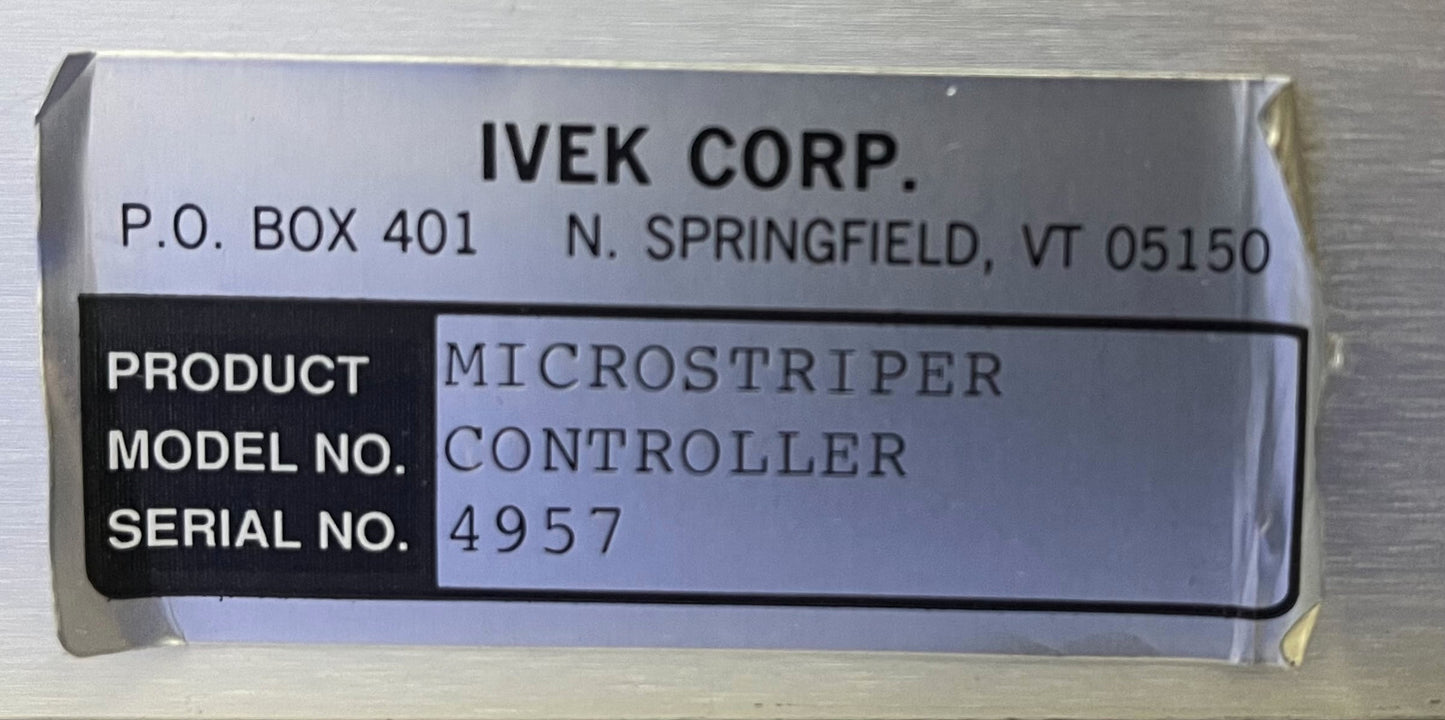 IVEK CORP.
P.O. BOX 401 N. SPRINGFIELD, VT 05150
PRODUCT MICROSTRIPER
MODEL NO. CONTROLLER
SERIAL NO. 4957